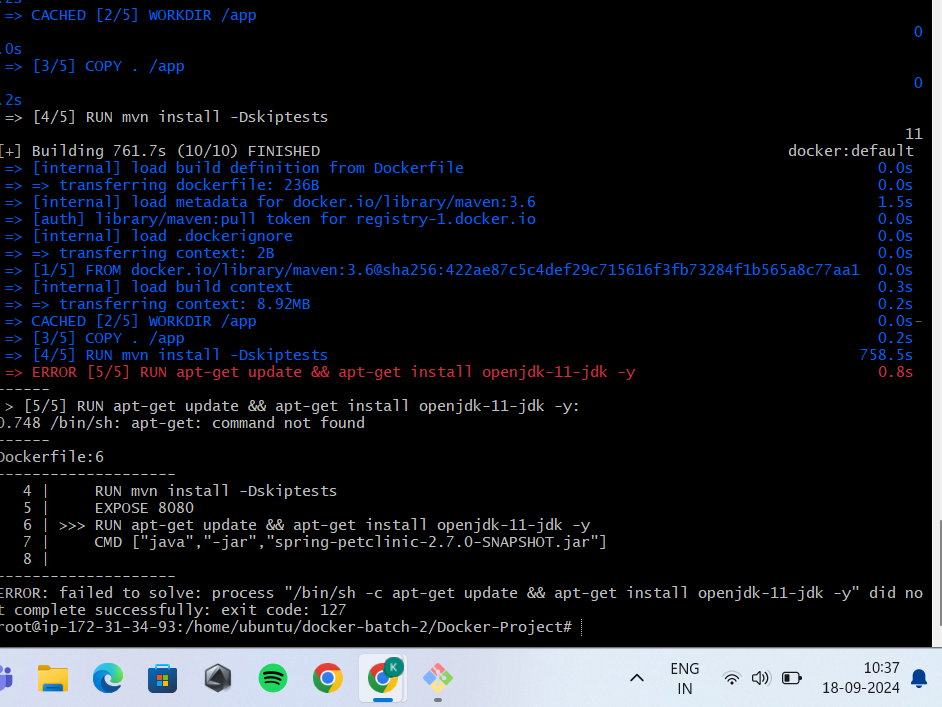 .2s
=> CACHED [2/5] WORKDIR /app
0
.0s
=> [3/5] COPY . /app
0
.2s
=> [4/5] RUN mvn install -Dskiptests
11
[+] Building 761.7s (10/10) FINISHED docker:default
=> [internal] load build definition from Dockerfile 0.0s
=> => transferring dockerfile: 236B 0.0s
=> [internal] load metadata for docker.io/library/maven:3.6 1.5s
=> [auth] library/maven:pull token for registry-1.docker.io 0.0s
=> [internal] load .dockerignore 0.0s
=> => transferring context: 2B 0.0s
=> [1/5] FROM docker.io/library/maven:3.6@sha256:422ae87c5c4def29c715616f3fb73284f1b565a8c77aa1 0.0s
=> [internal] load build context 0.3s
=> => transferring context: 8.92MB 0.2s
=> CACHED [2/5] WORKDIR /app 0.0s-
=> [3/5] COPY . /app 0.2s
=> [4/5] RUN mvn install -Dskiptests 758.5s
=> ERROR [5/5] RUN apt-get update && apt-get install openjdk-11-jdk -y 0.8s
------
> [5/5] RUN apt-get update && apt-get install openjdk-11-jdk -y:
0.748 /bin/sh: apt-get: command not found
------
Dockerfile:6
--------------------
4 | RUN mvn install -Dskiptests
5 | EXPOSE 8080
6 | >>> RUN apt-get update && apt-get install openjdk-11-jdk -y
7 | CMD ["java","-jar","spring-petclinic-2.7.0-SNAPSHOT.jar"]
8 |
--------------------
ERROR: failed to solve: process "/bin/sh -c apt-get update && apt-get install openjdk-11-jdk -y" did no
t complete successfully: exit code: 127
root@ip-172-31-34-93:/home/ubuntu/docker-batch-2/Docker-Project#
K
ENG
IN
10:37
18-09-2024